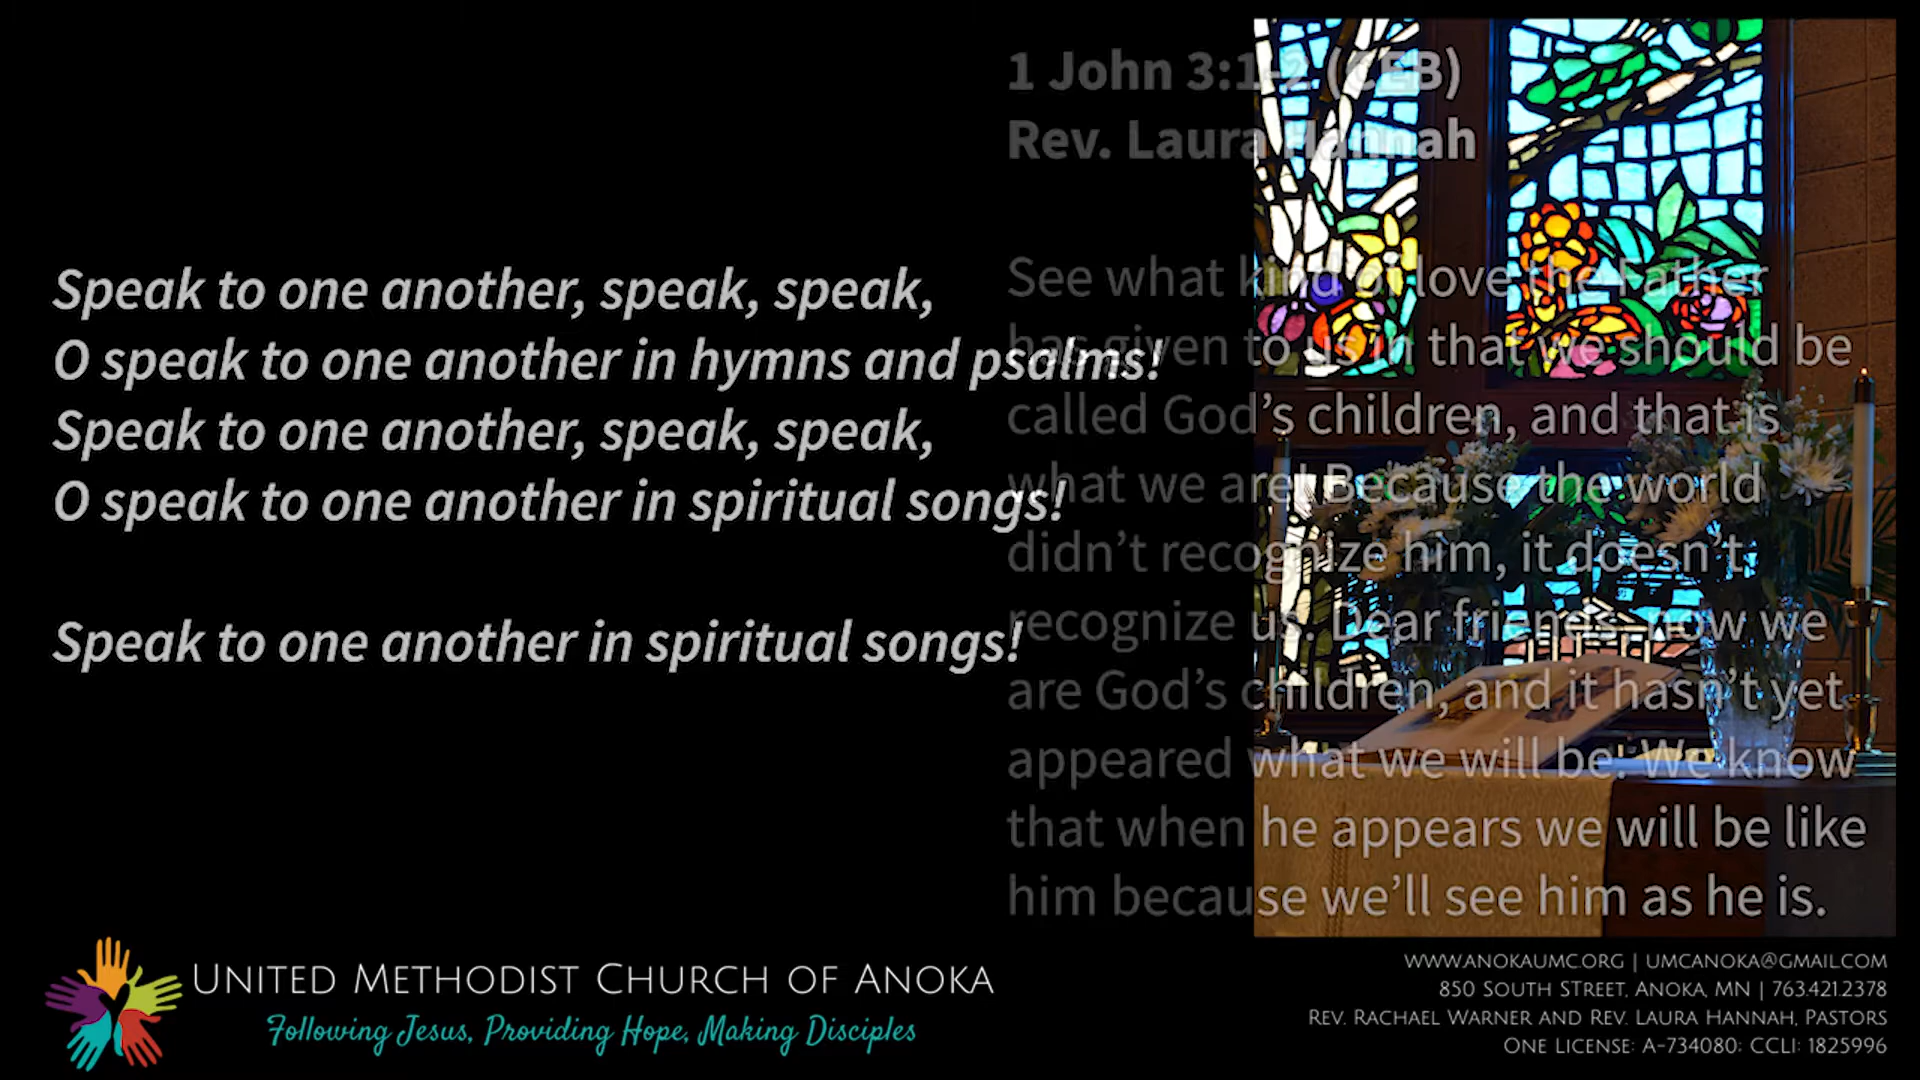 Speak to one another, speak, speak,
O speak to one another in hymns and psalms!
Speak to one another, speak, speak,
O speak to one another in spiritual songs!
Speak to one another in spiritual songs!
1 John 3:1-2 (CEB)
Rev. Laura Hannah
See what kind of love the Father
has given to us in that we should be
called God’s children, and that is
what we are! Because the world
didn’t recognize him, it doesn’t
recognize us. Dear friends, now we
are God’s children, and it hasn’t yet
appeared what we will be. We know
that when he appears we will be like
him because we’ll see him as he is.
UNITED METHODIST CHURCH OF ANOKA
Following Jesus, Providing Hope, Making Disciples
WWW.ANOKAUMC.ORG | UMCANOKA@GMAIL.COM
850 SOUTH STREET, ANOKA, MN | 763.421.2378
REV. RACHAEL WARNER AND REV. LAURA HANNAH, PASTORS
ONE LICENSE: A-734080; CCLI: 1825996